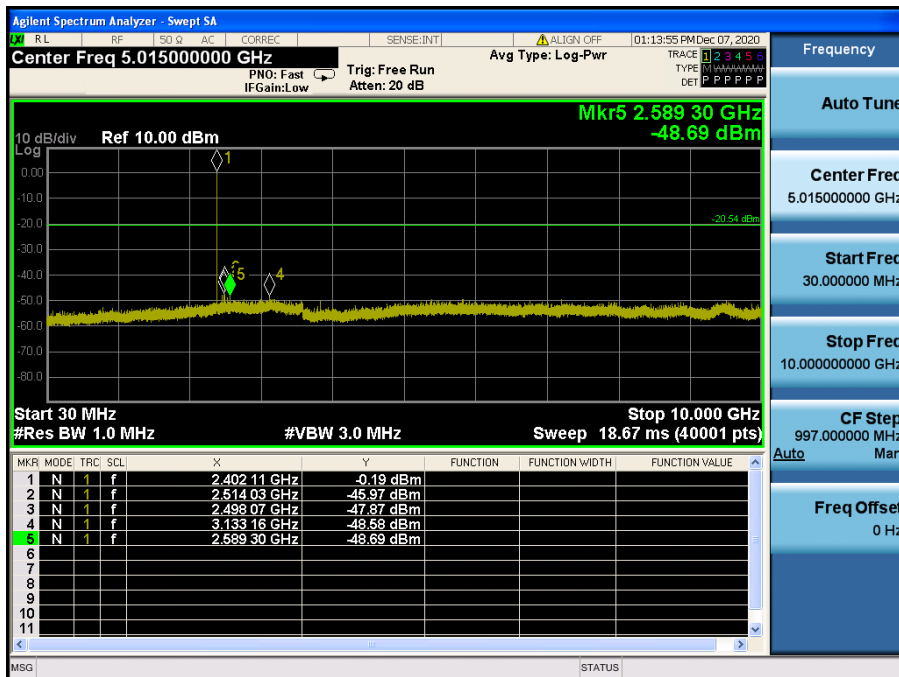 Agilent Spectrum Analyzer - Swept SA
LXI RL RF 50 Ω AC CORREC SENSE:INT ALIGN OFF 01:13:55 PM Dec 07, 2020
Center Freq 5.015000000 GHz
PNO: Fast
IFGain:Low
Trig: Free Run
Atten: 20 dB
Avg Type: Log-Pwr
TRACE 1 2 3 4 5 6
TYPE M WWWWW
DET P P P P P P
Mkr5 2.589 30 GHz
-48.69 dBm
10 dB/div Ref 10.00 dBm
Log
1
0.00
-10.0
-20.0
-20.54 dBm
-30.0
5
4
-40.0
-50.0
-60.0
-70.0
-80.0
Start 30 MHz Stop 10.000 GHz
#Res BW 1.0 MHz #VBW 3.0 MHz Sweep 18.67 ms (40001 pts)
MKR MODE TRC SCL X Y FUNCTION FUNCTION WIDTH FUNCTION VALUE
1 N 1 f 2.402 11 GHz -0.19 dBm
2 N 1 f 2.514 03 GHz -45.97 dBm
3 N 1 f 2.498 07 GHz -47.87 dBm
4 N 1 f 3.133 16 GHz -48.58 dBm
5 N 1 f 2.589 30 GHz -48.69 dBm
6
7
8
9
10
11
MSG STATUS
Frequency
Auto Tune
Center Freq
5.015000000 GHz
Start Freq
30.000000 MHz
Stop Freq
10.000000000 GHz
CF Step
997.000000 MHz
Auto Man
Freq Offset
0 Hz